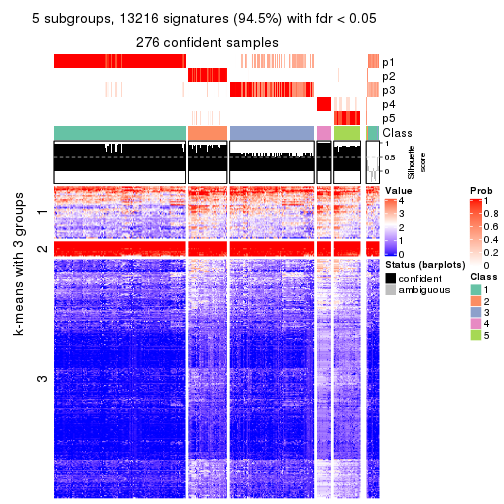 5 subgroups, 13216 signatures (94.5%) with fdr < 0.05
276 confident samples
p1
p2
p3
p4
p5
Class
1
0.5
0
Silhouette
score
k-means with 3 groups
1
2
3
Value
4
3
2
1
0
Status (barplots)
confident
ambiguous
Prob
1
0.8
0.6
0.4
0.2
0
Class
1
2
3
4
5